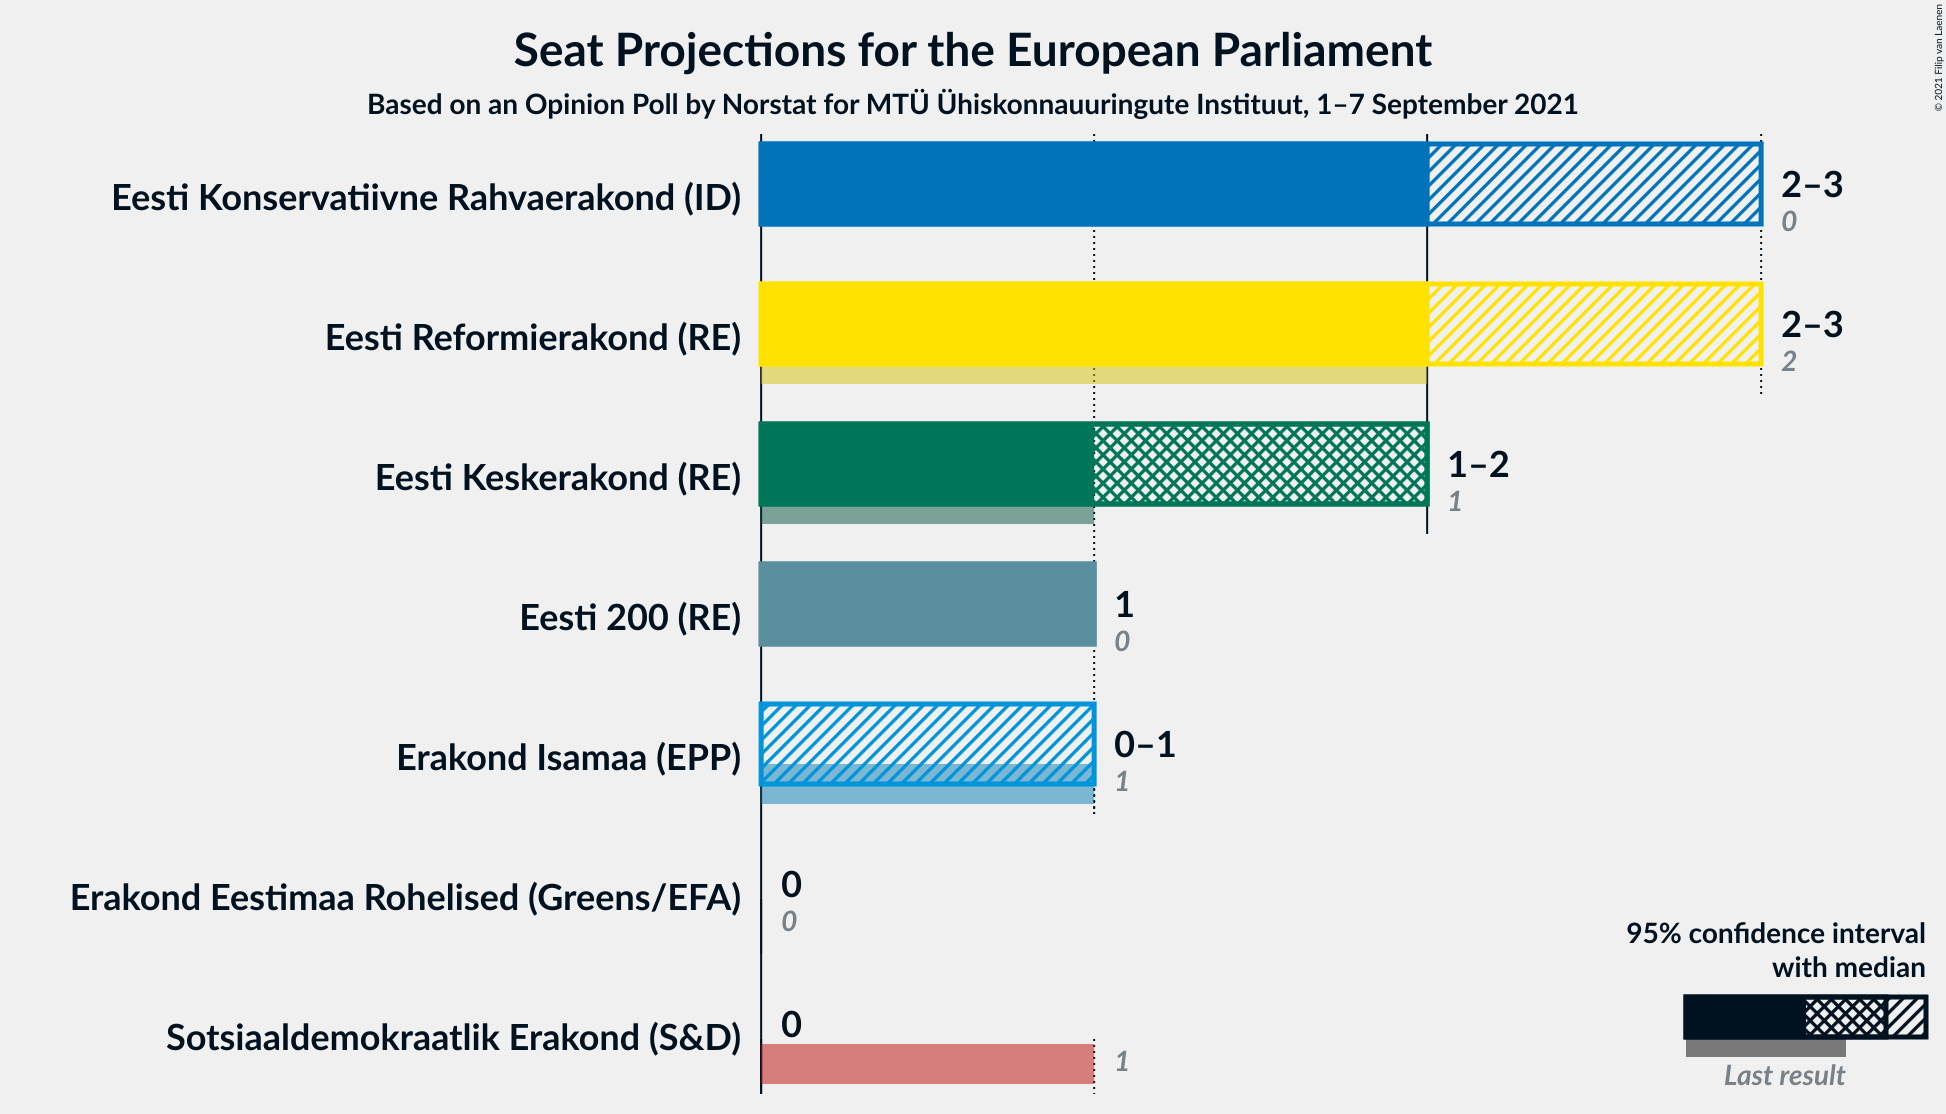 Seat Projections for the European Parliament
Based on an Opinion Poll by Norstat for MTÜ Ühiskonnauuringute Instituut, 1–7 September 2021
© 2021 Filip van Laenen
Eesti Konservatiivne Rahvaerakond (ID)
2–3
0
Eesti Reformierakond (RE)
2–3
2
Eesti Keskerakond (RE)
1–2
1
Eesti 200 (RE)
1
0
Erakond Isamaa (EPP)
0–1
1
Erakond Eestimaa Rohelised (Greens/EFA)
0
0
Sotsiaaldemokraatlik Erakond (S&D)
0
1
95% confidence interval
with median
Last result